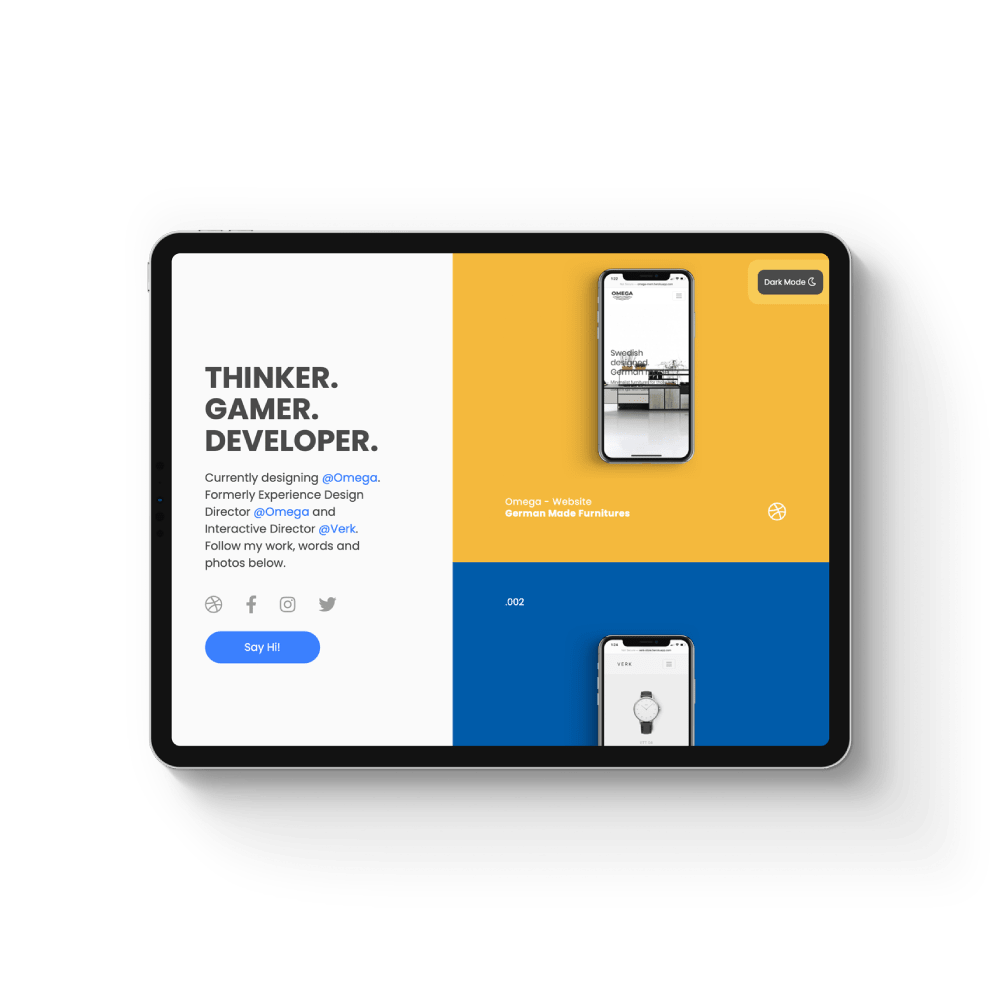 THINKER.
GAMER.
DEVELOPER.
Currently designing @Omega.
Formerly Experience Design
Director @Omega and
Interactive Director @Verk.
Follow my work, words and
photos below.
Say Hi!
Dark Mode
OMEGA
Swedish
designed.
German
Omega - Website
German Made Furnitures
.002
VERK